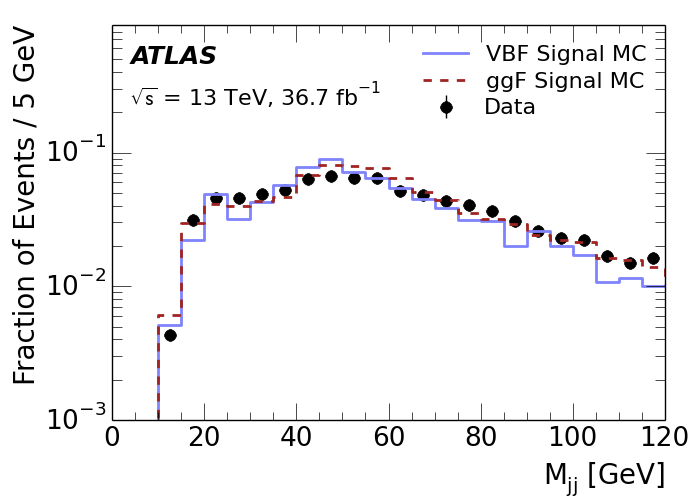 ATLAS
√s = 13 TeV, 36.7 fb⁻¹
VBF Signal MC
ggF Signal MC
Data
Fraction of Events / 5 GeV
10⁻¹
10⁻²
10⁻³
0 20 40 60 80 100 120
M_jj [GeV]